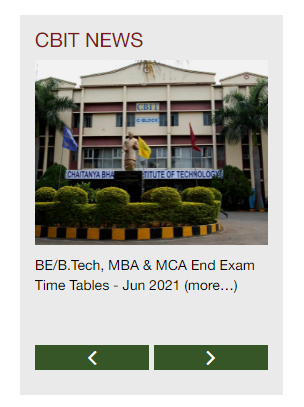 CBIT NEWS
CBIT
C-BLOCK
CHAITANYA BHA
INSTITUTE OF TECHNOLOGY
BE/B.Tech, MBA & MCA End Exam
Time Tables - Jun 2021 (more…)